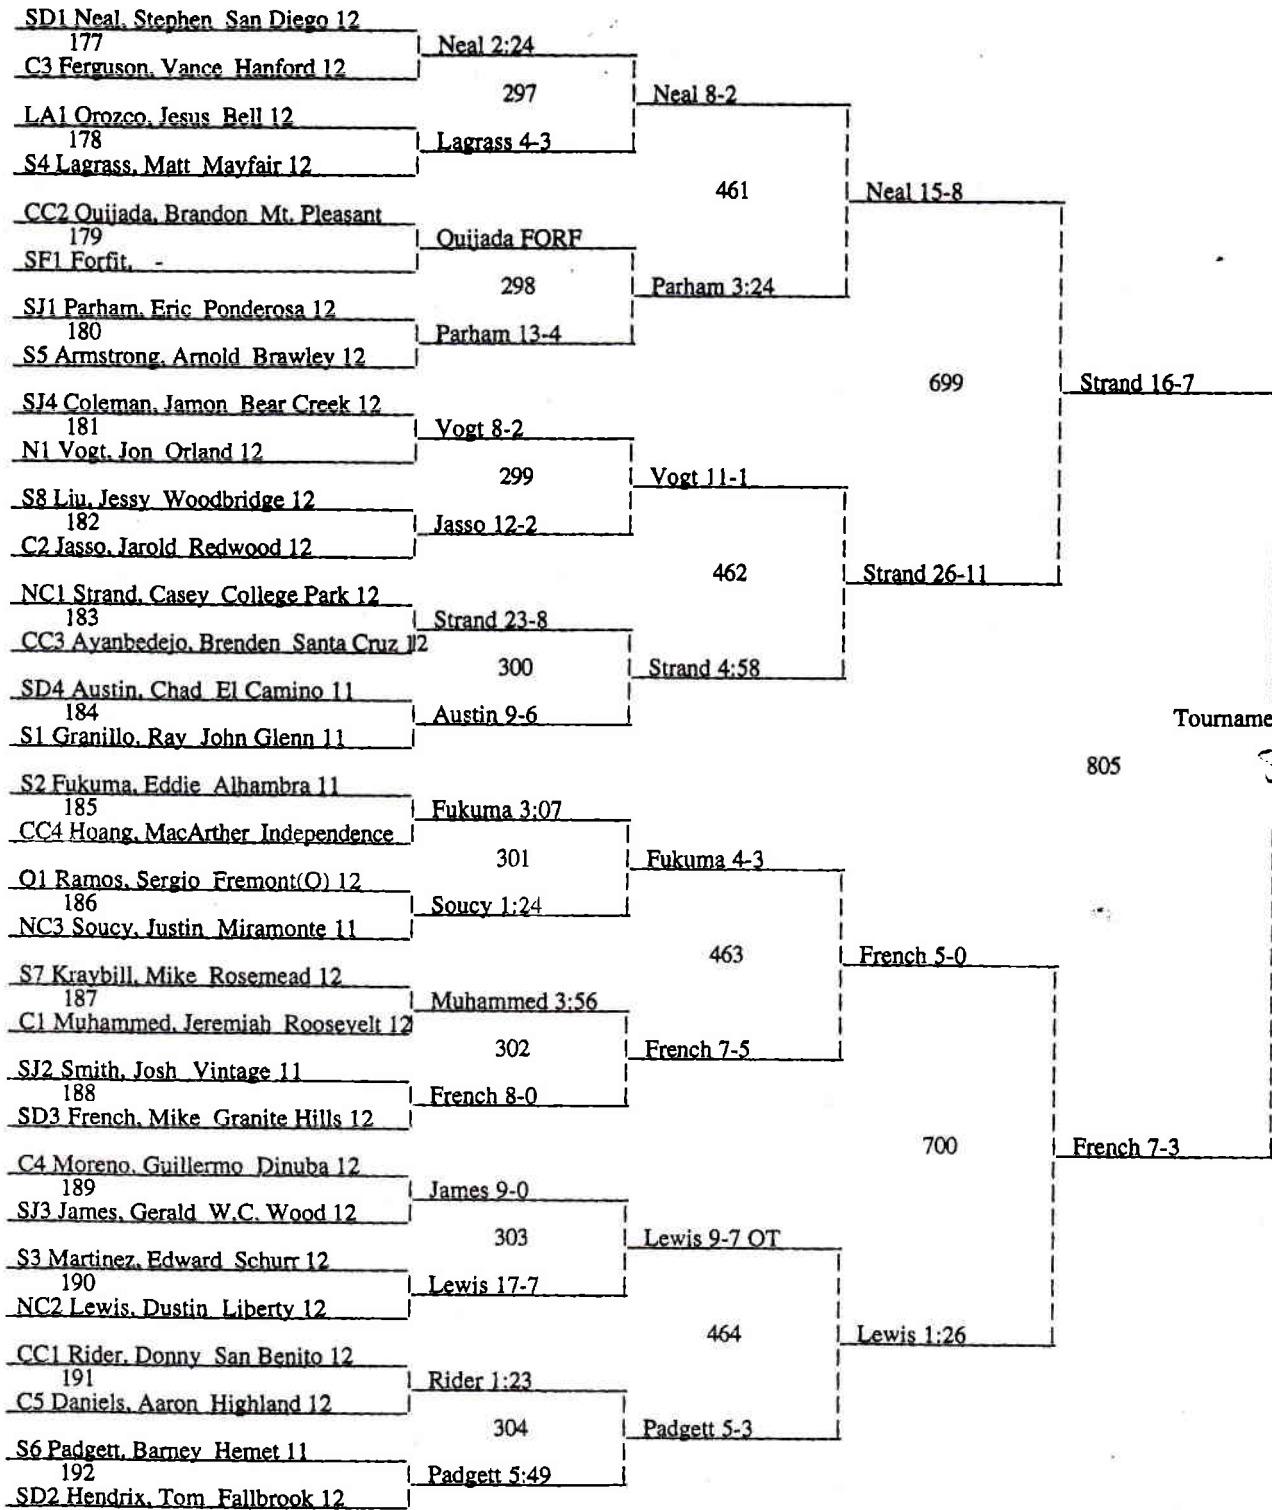 SD1 Neal, Stephen San Diego 12
177
C3 Ferguson, Vance Hanford 12
LA1 Orozco, Jesus Bell 12
178
S4 Lagrass, Matt Mayfair 12
CC2 Quijada, Brandon Mt. Pleasant
179
SF1 Forfit, -
SJ1 Parham, Eric Ponderosa 12
180
S5 Armstrong, Arnold Brawley 12
SJ4 Coleman, Jamon Bear Creek 12
181
N1 Vogt, Jon Orland 12
S8 Liu, Jessy Woodbridge 12
182
C2 Jasso, Jarold Redwood 12
NC1 Strand, Casey College Park 12
183
CC3 Ayanbedejo, Brenden Santa Cruz 12
SD4 Austin, Chad El Camino 11
184
S1 Granillo, Ray John Glenn 11
S2 Fukuma, Eddie Alhambra 11
185
CC4 Hoang, MacArther Independence
O1 Ramos, Sergio Fremont(O) 12
186
NC3 Soucy, Justin Miramonte 11
S7 Kraybill, Mike Rosemead 12
187
C1 Muhammed, Jeremiah Roosevelt 12
SJ2 Smith, Josh Vintage 11
188
SD3 French, Mike Granite Hills 12
C4 Moreno, Guillermo Dinuba 12
189
SJ3 James, Gerald W.C. Wood 12
S3 Martinez, Edward Schurr 12
190
NC2 Lewis, Dustin Liberty 12
CC1 Rider, Donny San Benito 12
191
C5 Daniels, Aaron Highland 12
S6 Padgett, Barney Hemet 11
192
SD2 Hendrix, Tom Fallbrook 12
Neal 2:24
297
Lagrass 4-3
Quijada FORF
298
Parham 13-4
Vogt 8-2
299
Jasso 12-2
Strand 23-8
300
Austin 9-6
Fukuma 3:07
301
Soucy 1:24
Muhammed 3:56
302
French 8-0
James 9-0
303
Lewis 17-7
Rider 1:23
304
Padgett 5:49
Neal 8-2
461
Parham 3:24
Vogt 11-1
462
Strand 4:58
Fukuma 4-3
463
French 7-5
Lewis 9-7 OT
464
Padgett 5-3
Neal 15-8
699
Strand 26-11
French 5-0
700
Lewis 1:26
Strand 16-7
Tourname
805
French 7-3